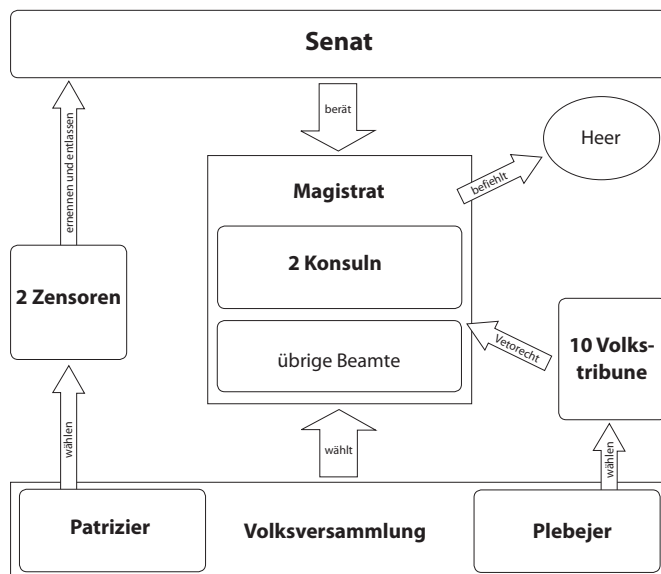 Senat
berät
ernennen und entlassen
Heer
Magistrat
befiehlt
2 Konsuln
2 Zensoren
Vetorecht
10 Volks-
tribune
übrige Beamte
wählen
wählt
wählen
Patrizier
Volksversammlung
Plebejer